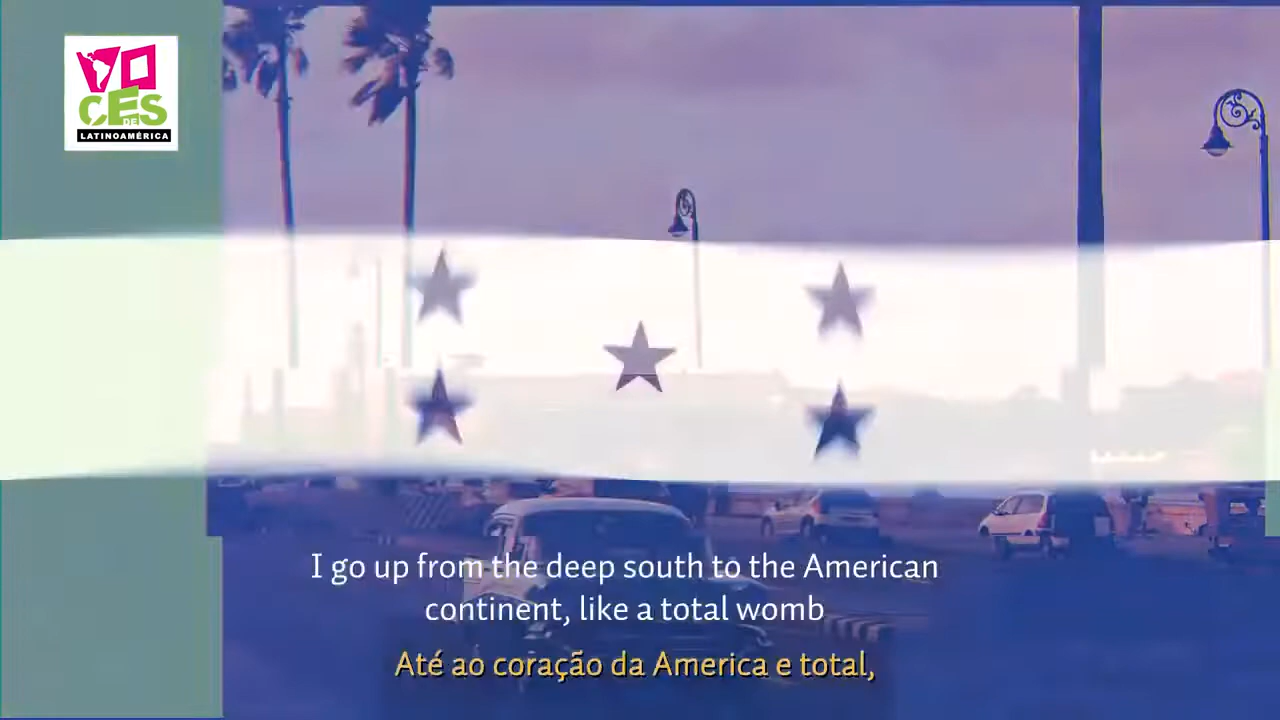 VO
CES
DE
LATINOAMÉRICA
I go up from the deep south to the American
continent, like a total womb
Até ao coração da America e total,